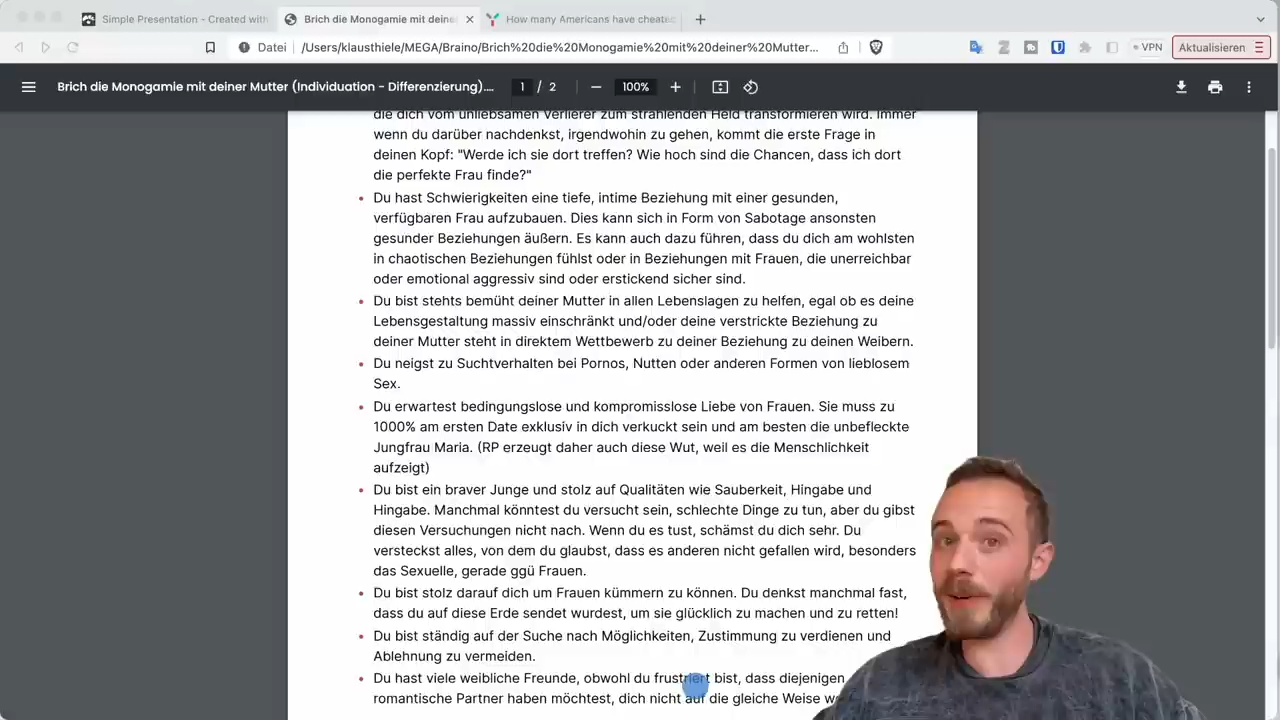 Simple Presentation - Created with
Brich die Monogamie mit deine
How many Americans have cheated
Datei
/Users/klausthiele/MEGA/Braino/Brich%20die%20Monogamie%20mit%20deiner%20Mutter...
VPN
Aktualisieren
Brich die Monogamie mit deiner Mutter (Individuation - Differenzierung)....
1 / 2
100%
die dich vom unliebsamen Verlierer zum strahlenden Held transformieren wird. Immer
wenn du darüber nachdenkst, irgendwohin zu gehen, kommt die erste Frage in
deinen Kopf: "Werde ich sie dort treffen? Wie hoch sind die Chancen, dass ich dort
die perfekte Frau finde?"
• Du hast Schwierigkeiten eine tiefe, intime Beziehung mit einer gesunden,
verfügbaren Frau aufzubauen. Dies kann sich in Form von Sabotage ansonsten
gesunder Beziehungen äußern. Es kann auch dazu führen, dass du dich am wohlsten
in chaotischen Beziehungen fühlst oder in Beziehungen mit Frauen, die unerreichbar
oder emotional aggressiv sind oder erstickend sicher sind.
• Du bist stehts bemüht deiner Mutter in allen Lebenslagen zu helfen, egal ob es deine
Lebensgestaltung massiv einschränkt und/oder deine verstrickte Beziehung zu
deiner Mutter steht in direktem Wettbewerb zu deiner Beziehung zu deinen Weibern.
• Du neigst zu Suchtverhalten bei Pornos, Nutten oder anderen Formen von lieblosem
Sex.
• Du erwartest bedingungslose und kompromisslose Liebe von Frauen. Sie muss zu
1000% am ersten Date exklusiv in dich verkuckt sein und am besten die unbefleckte
Jungfrau Maria. (RP erzeugt daher auch diese Wut, weil es die Menschlichkeit
aufzeigt)
• Du bist ein braver Junge und stolz auf Qualitäten wie Sauberkeit, Hingabe und
Hingabe. Manchmal könntest du versucht sein, schlechte Dinge zu tun, aber du gibst
diesen Versuchungen nicht nach. Wenn du es tust, schämst du dich sehr. Du
versteckst alles, von dem du glaubst, dass es anderen nicht gefallen wird, besonders
das Sexuelle, gerade ggü Frauen.
• Du bist stolz darauf dich um Frauen kümmern zu können. Du denkst manchmal fast,
dass du auf diese Erde sendet wurdest, um sie glücklich zu machen und zu retten!
• Du bist ständig auf der Suche nach Möglichkeiten, Zustimmung zu verdienen und
Ablehnung zu vermeiden.
• Du hast viele weibliche Freunde, obwohl du frustriert bist, dass diejenigen
romantische Partner haben möchtest, dich nicht auf die gleiche Weise